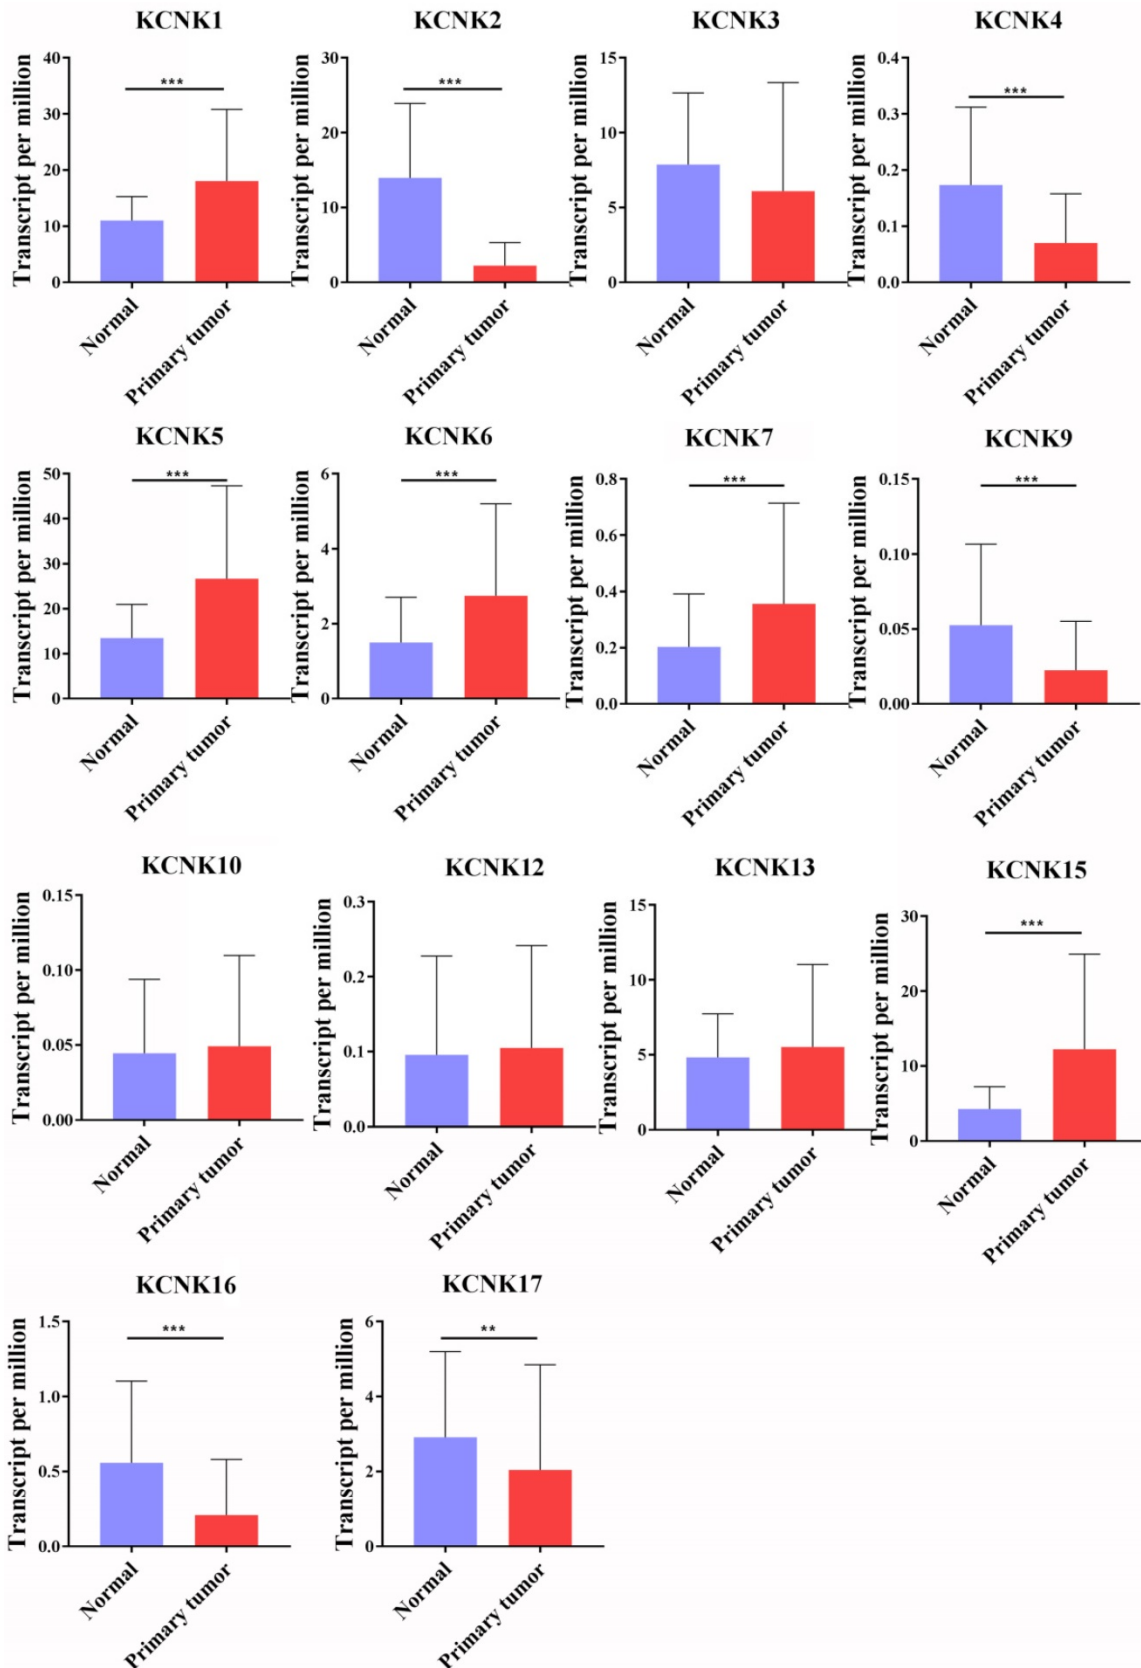 KCNK1
KCNK2
KCNK3
KCNK4
Transcript per million
40
30
20
10
0
***
Normal
Primary tumor
Transcript per million
30
20
10
0
***
Normal
Primary tumor
Transcript per million
15
10
5
0
Normal
Primary tumor
Transcript per million
0.4
0.3
0.2
0.1
0.0
***
Normal
Primary tumor
KCNK5
KCNK6
KCNK7
KCNK9
Transcript per million
50
40
30
20
10
0
***
Normal
Primary tumor
Transcript per million
6
4
2
0
***
Normal
Primary tumor
Transcript per million
0.8
0.6
0.4
0.2
0.0
***
Normal
Primary tumor
Transcript per million
0.15
0.10
0.05
0.00
***
Normal
Primary tumor
KCNK10
KCNK12
KCNK13
KCNK15
Transcript per million
0.15
0.10
0.05
0.00
Normal
Primary tumor
Transcript per million
0.3
0.2
0.1
0.0
Normal
Primary tumor
Transcript per million
15
10
5
0
Normal
Primary tumor
Transcript per million
30
20
10
0
***
Normal
Primary tumor
KCNK16
KCNK17
Transcript per million
1.5
1.0
0.5
0.0
***
Normal
Primary tumor
Transcript per million
6
4
2
0
**
Normal
Primary tumor